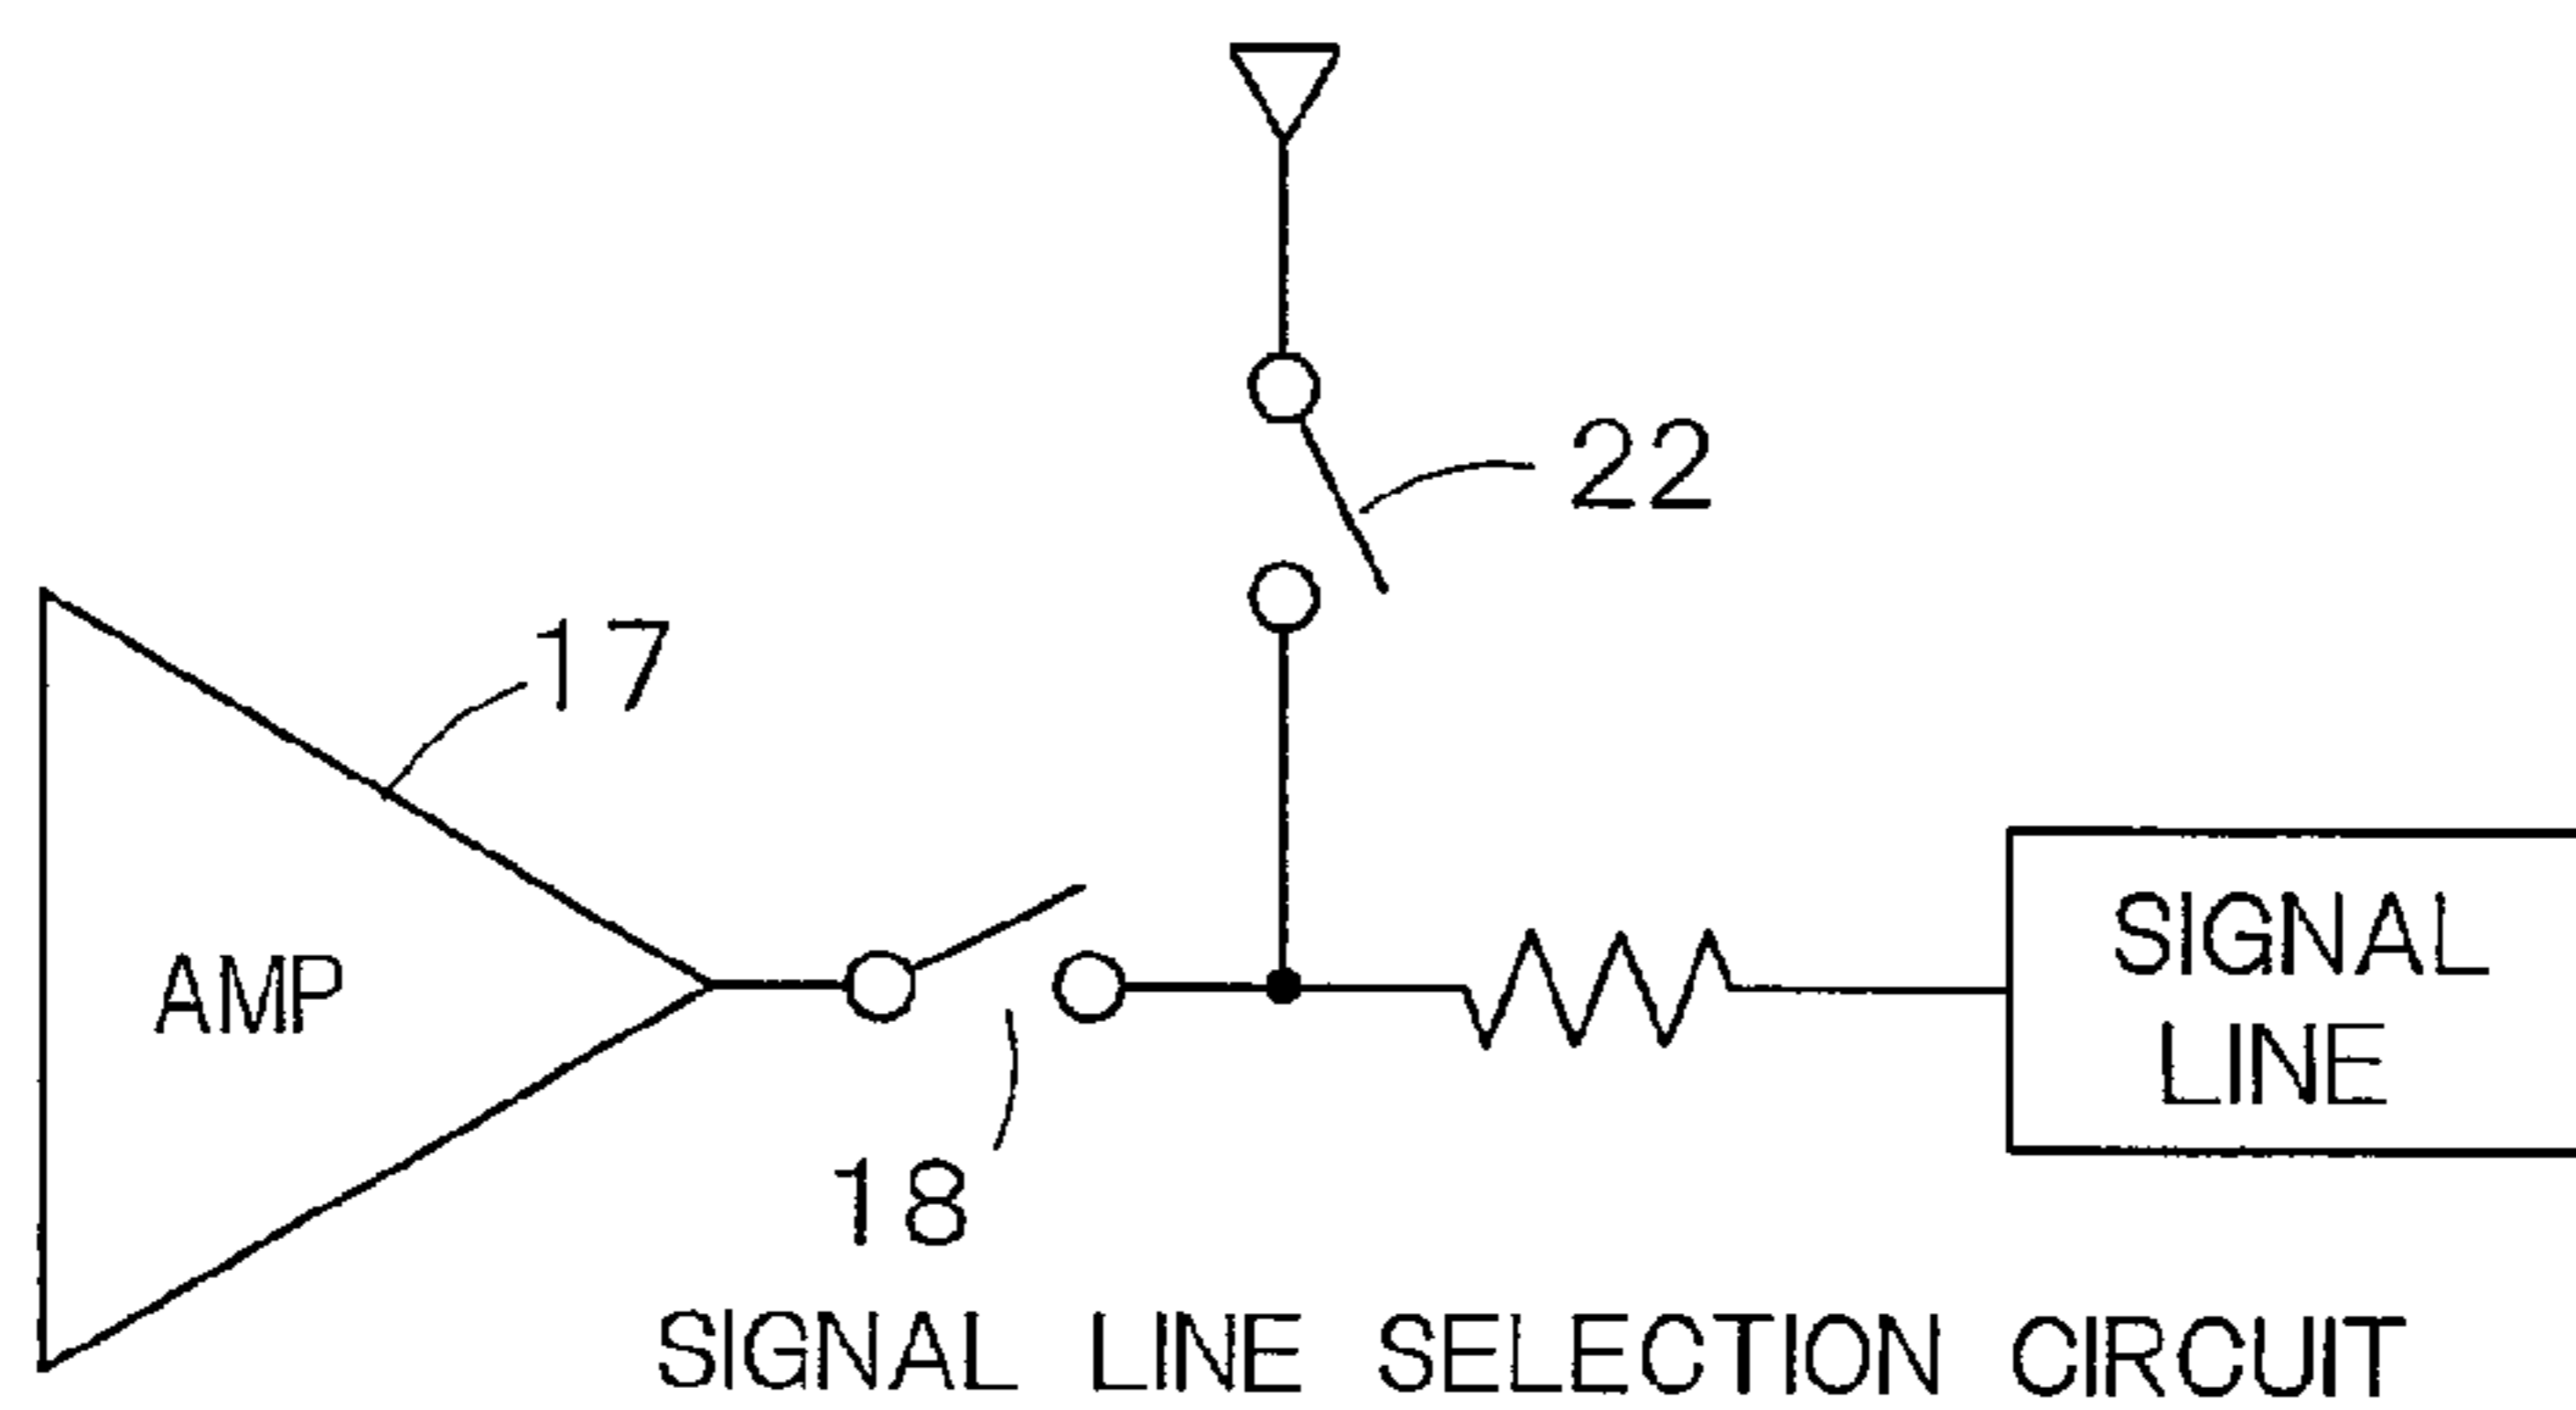 22
17
AMP
SIGNAL
LINE
18
SIGNAL LINE SELECTION CIRCUIT